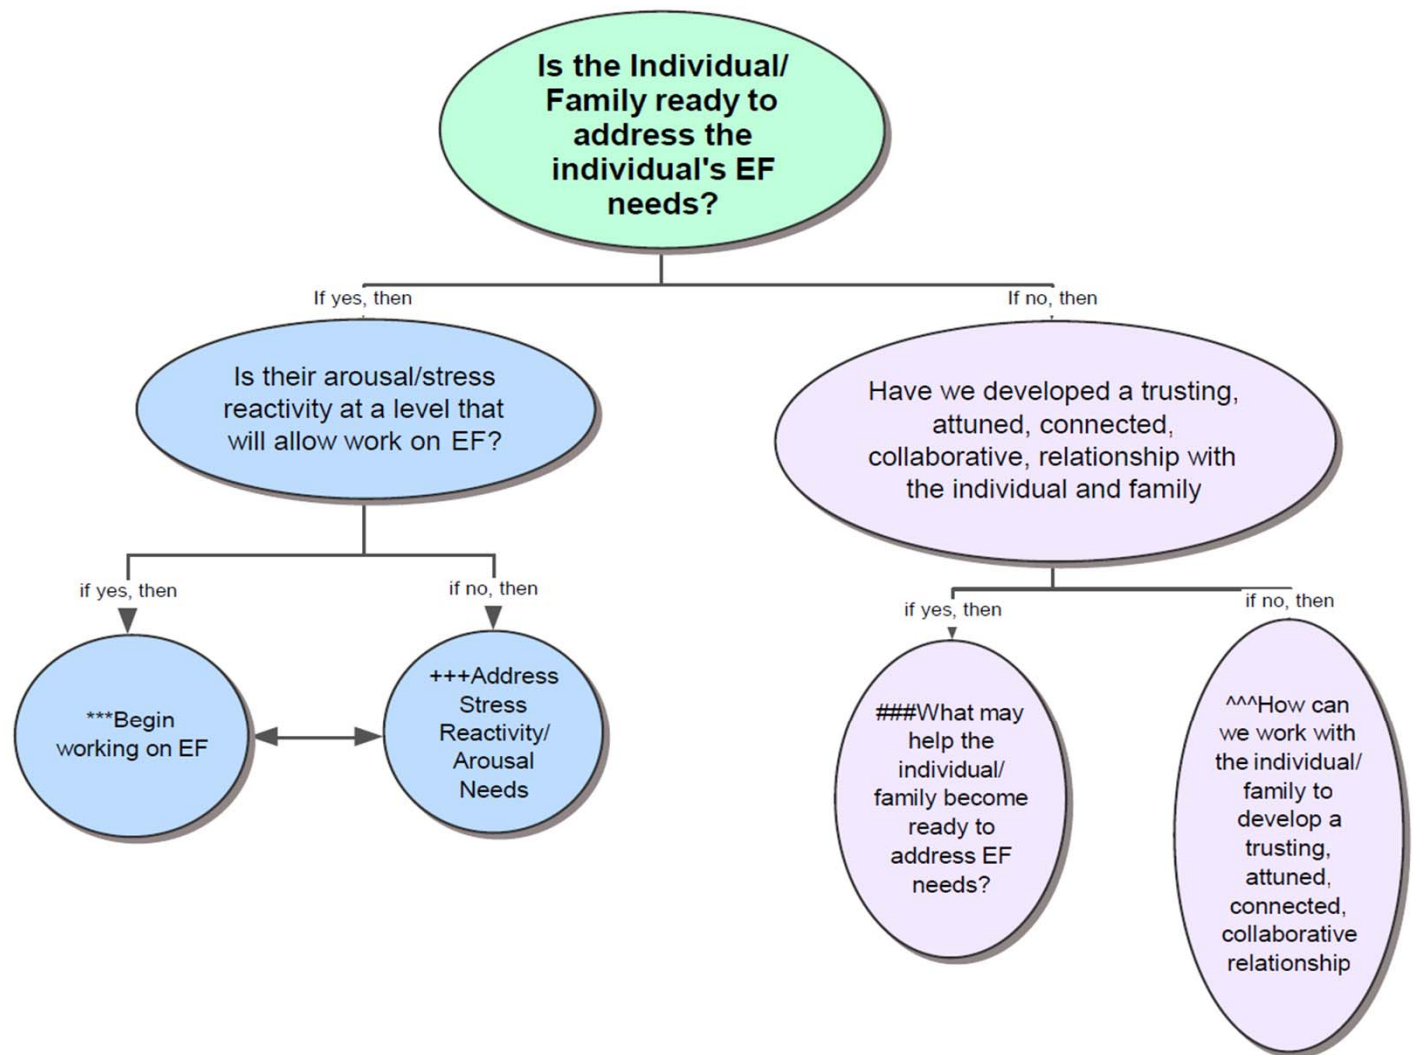 Is the Individual/
Family ready to
address the
individual's EF
needs?
If yes, then
If no, then
Is their arousal/stress
reactivity at a level that
will allow work on EF?
Have we developed a trusting,
attuned, connected,
collaborative, relationship with
the individual and family
if yes, then
if no, then
if yes, then
if no, then
***Begin
working on EF
+++Address
Stress
Reactivity/
Arousal
Needs
###What may
help the
individual/
family become
ready to
address EF
needs?
^^^How can
we work with
the individual/
family to
develop a
trusting,
attuned,
connected,
collaborative
relationship